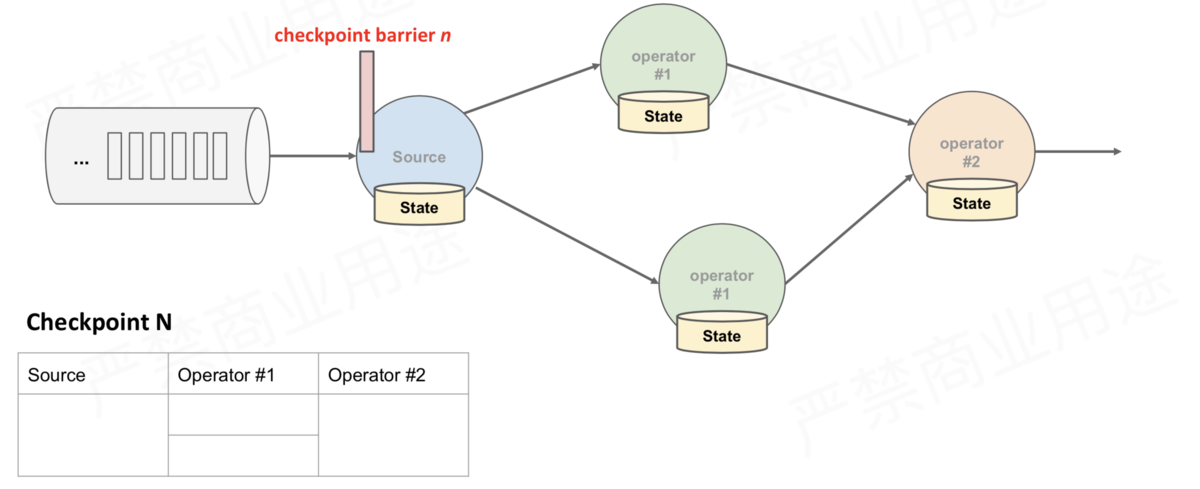 严禁商业用途
严禁商业用途
checkpoint barrier n
operator
#1
State
...
Source
State
operator
#2
State
严禁商业用途
严禁商业用途
operator
#1
State
Checkpoint N
Source
Operator #1
Operator #2